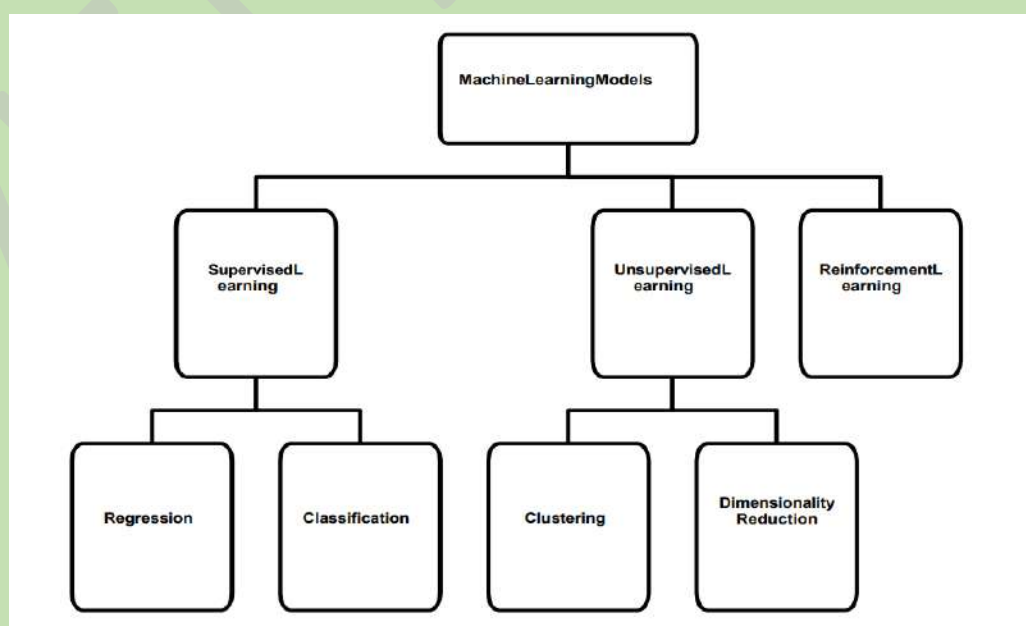 MachineLearningModels
SupervisedL
earning
UnsupervisedL
earning
ReinforcementL
earning
Regression
Classification
Clustering
Dimensionality
Reduction